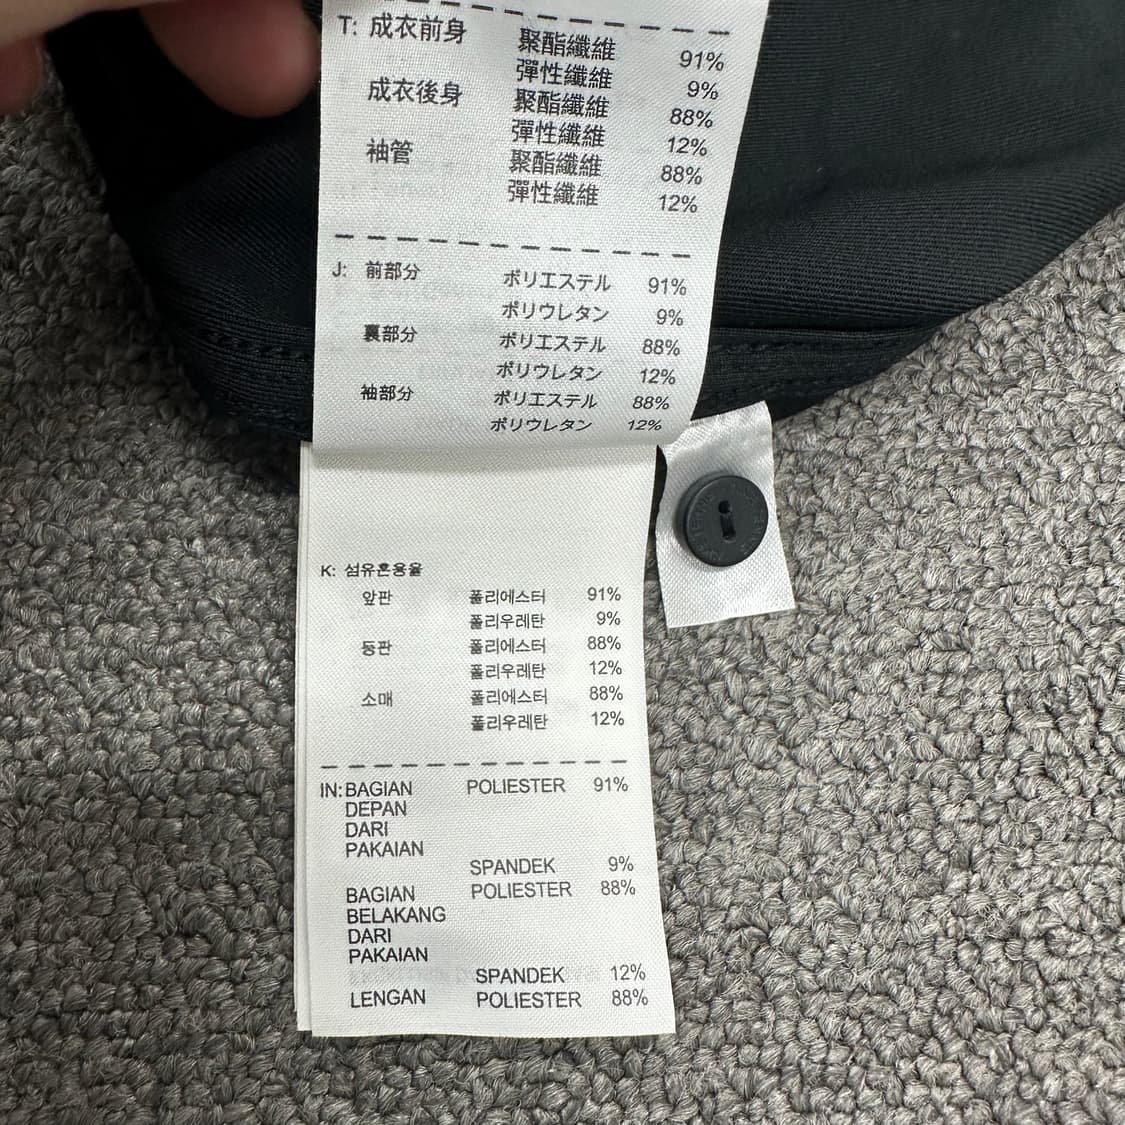 T: 成衣前身 聚酯纖維 91%
彈性纖維 9%
成衣後身 聚酯纖維 88%
彈性纖維 12%
袖管 聚酯纖維 88%
彈性纖維 12%
J: 前部分 ポリエステル 91%
ポリウレタン 9%
裏部分 ポリエステル 88%
ポリウレタン 12%
袖部分 ポリエステル 88%
ポリウレタン 12%
K: 섬유혼용율
앞판 폴리에스터 91%
폴리우레탄 9%
등판 폴리에스터 88%
폴리우레탄 12%
소매 폴리에스터 88%
폴리우레탄 12%
IN: BAGIAN POLIESTER 91%
DEPAN
DARI
PAKAIAN
SPANDEK 9%
BAGIAN POLIESTER 88%
BELAKANG
DARI
PAKAIAN
SPANDEK 12%
LENGAN POLIESTER 88%